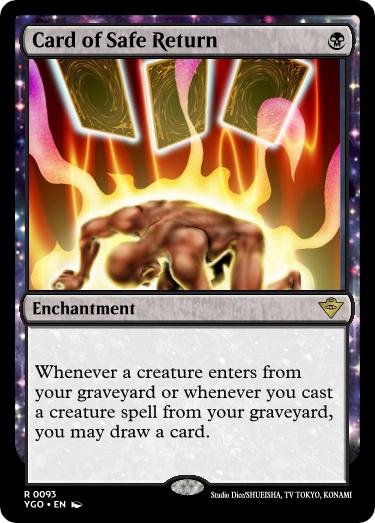 Card of Safe Return
Enchantment
Whenever a creature enters from
your graveyard or whenever you cast
a creature spell from your graveyard,
you may draw a card.
R 0093
YGO • EN
Studio Dice/SHUEISHA, TV TOKYO, KONAMI